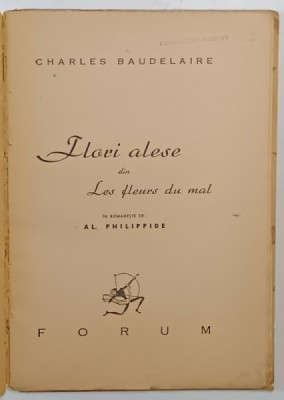 CHARLES BAUDELAIRE
Flori alese
din
Les fleurs du mal
ÎN ROMÂNEȘTE DE
AL. PHILIPPIDE
FORUM